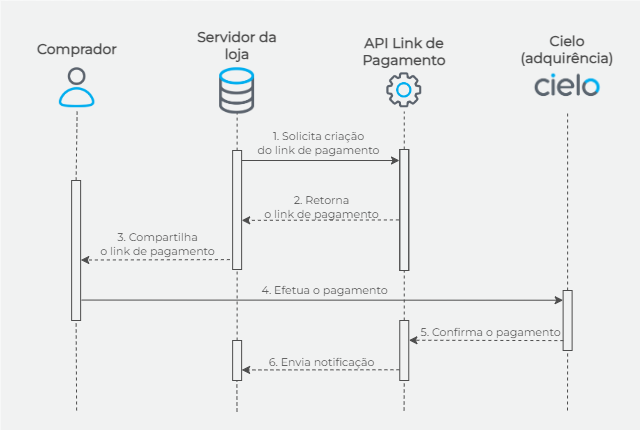 Comprador
Servidor da
loja
API Link de
Pagamento
Cielo
(adquirência)
cielo
1. Solicita criação
do link de pagamento
2. Retorna
o link de pagamento
3. Compartilha
o link de pagamento
4. Efetua o pagamento
5. Confirma o pagamento
6. Envia notificação